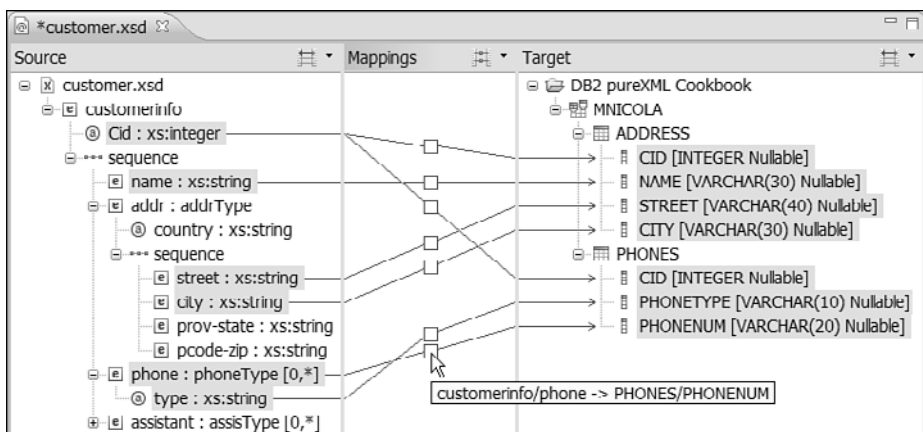 *customer.xsd
Source Mappings Target
customer.xsd
customerinfo
Cid : xs:integer
sequence
name : xs:string
addr : addrType
country : xs:string
sequence
street : xs:string
city : xs:string
prov-state : xs:string
pcode-zip : xs:string
phone : phoneType [0,*]
type : xs:string
assistant : assisType [0,*]
DB2 pureXML Cookbook
MNICOLA
ADDRESS
CID [INTEGER Nullable]
NAME [VARCHAR(30) Nullable]
STREET [VARCHAR(40) Nullable]
CITY [VARCHAR(30) Nullable]
PHONES
CID [INTEGER Nullable]
PHONETYPE [VARCHAR(10) Nullable]
PHONENUM [VARCHAR(20) Nullable]
customerinfo/phone -> PHONES/PHONENUM